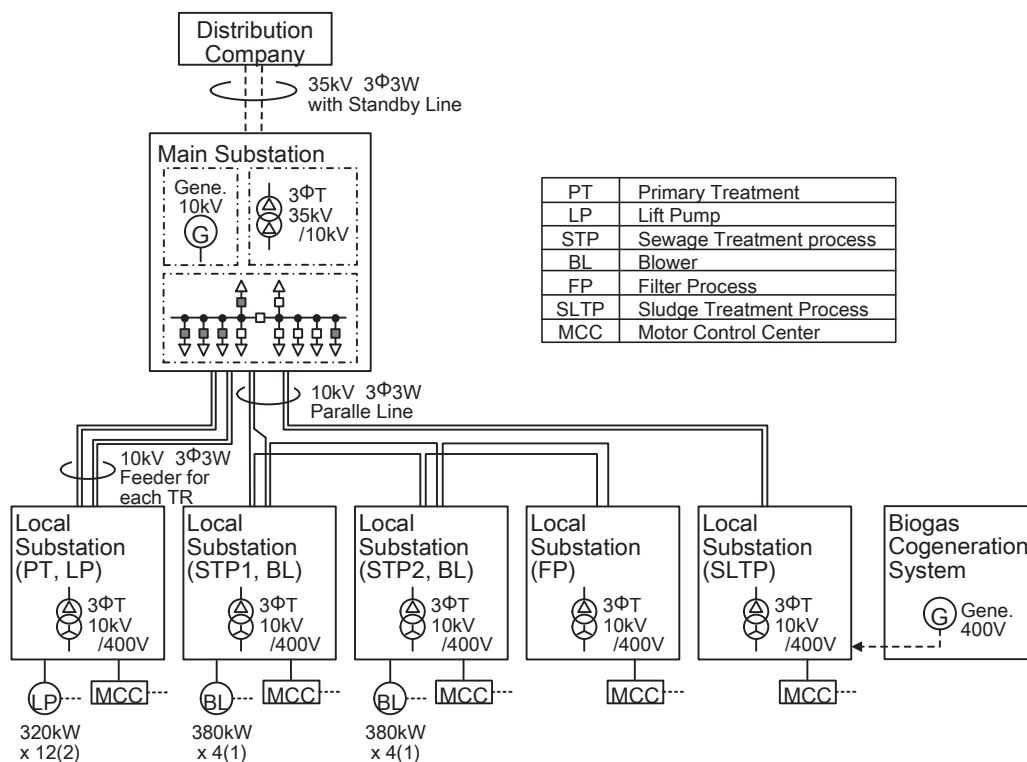 Distribution
Company
35kV 3Φ3W
with Standby Line
Main Substation
Gene.
10kV
G
3ΦT
35kV
/10kV
PT Primary Treatment
LP Lift Pump
STP Sewage Treatment process
BL Blower
FP Filter Process
SLTP Sludge Treatment Process
MCC Motor Control Center
10kV 3Φ3W
Paralle Line
10kV 3Φ3W
Feeder for
each TR
Local
Substation
(PT, LP)
3ΦT
10kV
/400V
LP
MCC
320kW
x 12(2)
Local
Substation
(STP1, BL)
3ΦT
10kV
/400V
BL
MCC
380kW
x 4(1)
Local
Substation
(STP2, BL)
3ΦT
10kV
/400V
BL
MCC
380kW
x 4(1)
Local
Substation
(FP)
3ΦT
10kV
/400V
MCC
Local
Substation
(SLTP)
3ΦT
10kV
/400V
MCC
Biogas
Cogeneration
System
G
Gene.
400V